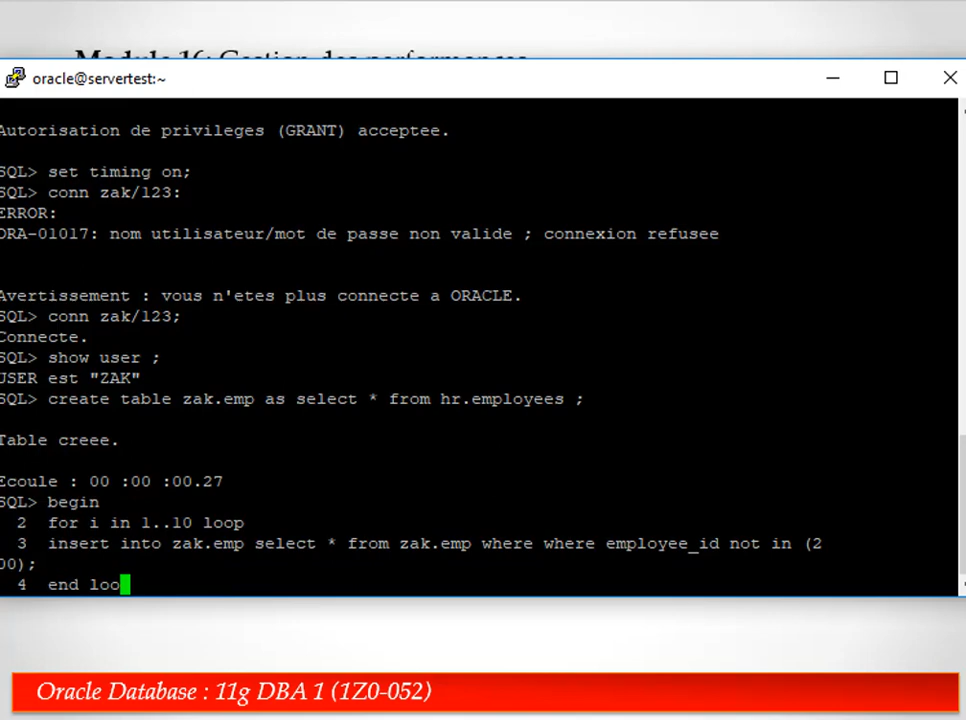 Module 16: Gestion des performances
oracle@servertest:~
Autorisation de privileges (GRANT) acceptee.
SQL> set timing on;
SQL> conn zak/123:
ERROR:
ORA-01017: nom utilisateur/mot de passe non valide ; connexion refusee
Avertissement : vous n'etes plus connecte a ORACLE.
SQL> conn zak/123;
Connecte.
SQL> show user ;
USER est "ZAK"
SQL> create table zak.emp as select * from hr.employees ;
Table creee.
Ecoule : 00 :00 :00.27
SQL> begin
2 for i in 1..10 loop
3 insert into zak.emp select * from zak.emp where where employee_id not in (2
00);
4 end loo
Oracle Database : 11g DBA 1 (1Z0-052)